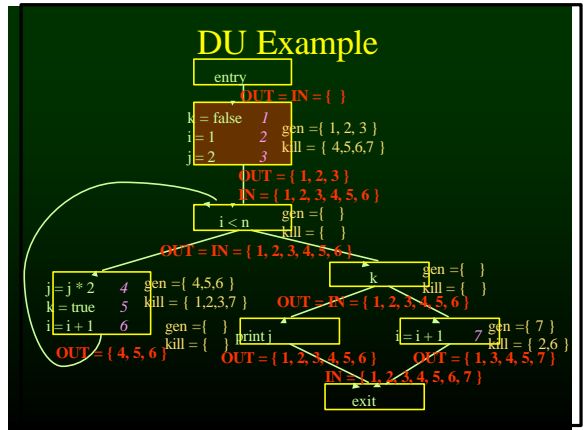 DU Example
entry
OUT = IN = { }
k = false 1
i = 1 2
j = 2 3
gen ={ 1, 2, 3 }
kill = { 4,5,6,7 }
OUT = { 1, 2, 3 }
IN = { 1, 2, 3, 4, 5, 6 }
i < n
gen ={ }
kill = { }
OUT = IN = { 1, 2, 3, 4, 5, 6 }
j = j * 2 4
k = true 5
i = i + 1 6
gen ={ 4,5,6 }
kill = { 1,2,3,7 }
OUT = { 4, 5, 6 }
k
gen ={ }
kill = { }
OUT = IN = { 1, 2, 3, 4, 5, 6 }
gen ={ }
kill = { }
print j
OUT = { 1, 2, 3, 4, 5, 6 }
i = i + 1 7
gen ={ 7 }
kill = { 2,6 }
OUT = { 1, 3, 4, 5, 7 }
IN = { 1, 2, 3, 4, 5, 6, 7 }
exit